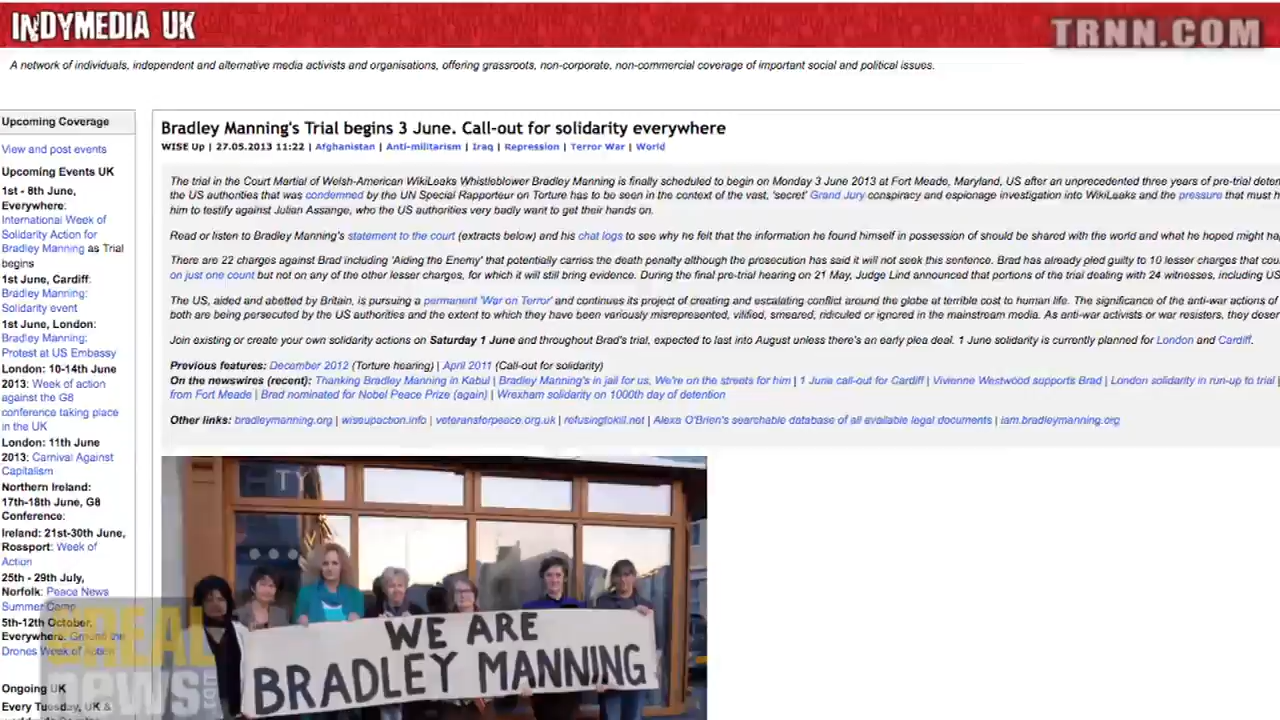 INDYMEDIA UK
TRNN.COM
A network of individuals, independent and alternative media activists and organisations, offering grassroots, non-corporate, non-commercial coverage of important social and political issues.
Upcoming Coverage
View and post events
Upcoming Events UK
1st - 8th June,
Everywhere:
International Week of
Solidarity Action for
Bradley Manning as Trial
begins
1st June, Cardiff:
Bradley Manning:
Solidarity event
1st June, London:
Bradley Manning:
Protest at US Embassy
London: 10-14th June
2013: Week of action
against the G8
conference taking place
in the UK
London: 11th June
2013: Carnival Against
Capitalism
Northern Ireland:
17th-18th June, G8
Conference:
Ireland: 21st-30th June,
Rossport: Week of
Action
25th - 29th July,
Norfolk: Peace News
Summer Camp
5th-12th October,
Everywhere. Ground the
Drones Week of Action
Ongoing UK
Every Tuesday, UK &
Bradley Manning's Trial begins 3 June. Call-out for solidarity everywhere
WISE Up | 27.05.2013 11:22 | Afghanistan | Anti-militarism | Iraq | Repression | Terror War | World
The trial in the Court Martial of Welsh-American WikiLeaks Whistleblower Bradley Manning is finally scheduled to begin on Monday 3 June 2013 at Fort Meade, Maryland, US after an unprecedented three years of pre-trial deten
the US authorities that was condemned by the UN Special Rapporteur on Torture has to be seen in the context of the vast, 'secret' Grand Jury conspiracy and espionage investigation into WikiLeaks and the pressure that must h
him to testify against Julian Assange, who the US authorities very badly want to get their hands on.
Read or listen to Bradley Manning's statement to the court (extracts below) and his chat logs to see why he felt that the information he found himself in possession of should be shared with the world and what he hoped might ha
There are 22 charges against Brad including 'Aiding the Enemy' that potentially carries the death penalty although the prosecution has said it will not seek this sentence. Brad has already pled guilty to 10 lesser charges that cou
on just one count but not on any of the other lesser charges, for which it will still bring evidence. During the final pre-trial hearing on 21 May, Judge Lind announced that portions of the trial dealing with 24 witnesses, including US
The US, aided and abetted by Britain, is pursuing a permanent 'War on Terror' and continues its project of creating and escalating conflict around the globe at terrible cost to human life. The significance of the anti-war actions of
both are being persecuted by the US authorities and the extent to which they have been variously misrepresented, vilified, smeared, ridiculed or ignored in the mainstream media. As anti-war activists or war resisters, they deser
Join existing or create your own solidarity actions on Saturday 1 June and throughout Brad's trial, expected to last into August unless there's an early plea deal. 1 June solidarity is currently planned for London and Cardiff.
Previous features: December 2012 (Torture hearing) | April 2011 (Call-out for solidarity)
On the newswires (recent): Thanking Bradley Manning in Kabul | Bradley Manning's in jail for us, We're on the streets for him | 1 June call-out for Cardiff | Vivienne Westwood supports Brad | London solidarity in run-up to trial |
from Fort Meade | Brad nominated for Nobel Peace Prize (again) | Wrexham solidarity on 1000th day of detention
Other links: bradleymanning.org | wiseupaction.info | veteransforpeace.org.uk | refusingtokill.net | Alexa O'Brien's searchable database of all available legal documents | iam.bradleymanning.org
TY
WE ARE
BRADLEY MANNING
REAL
news